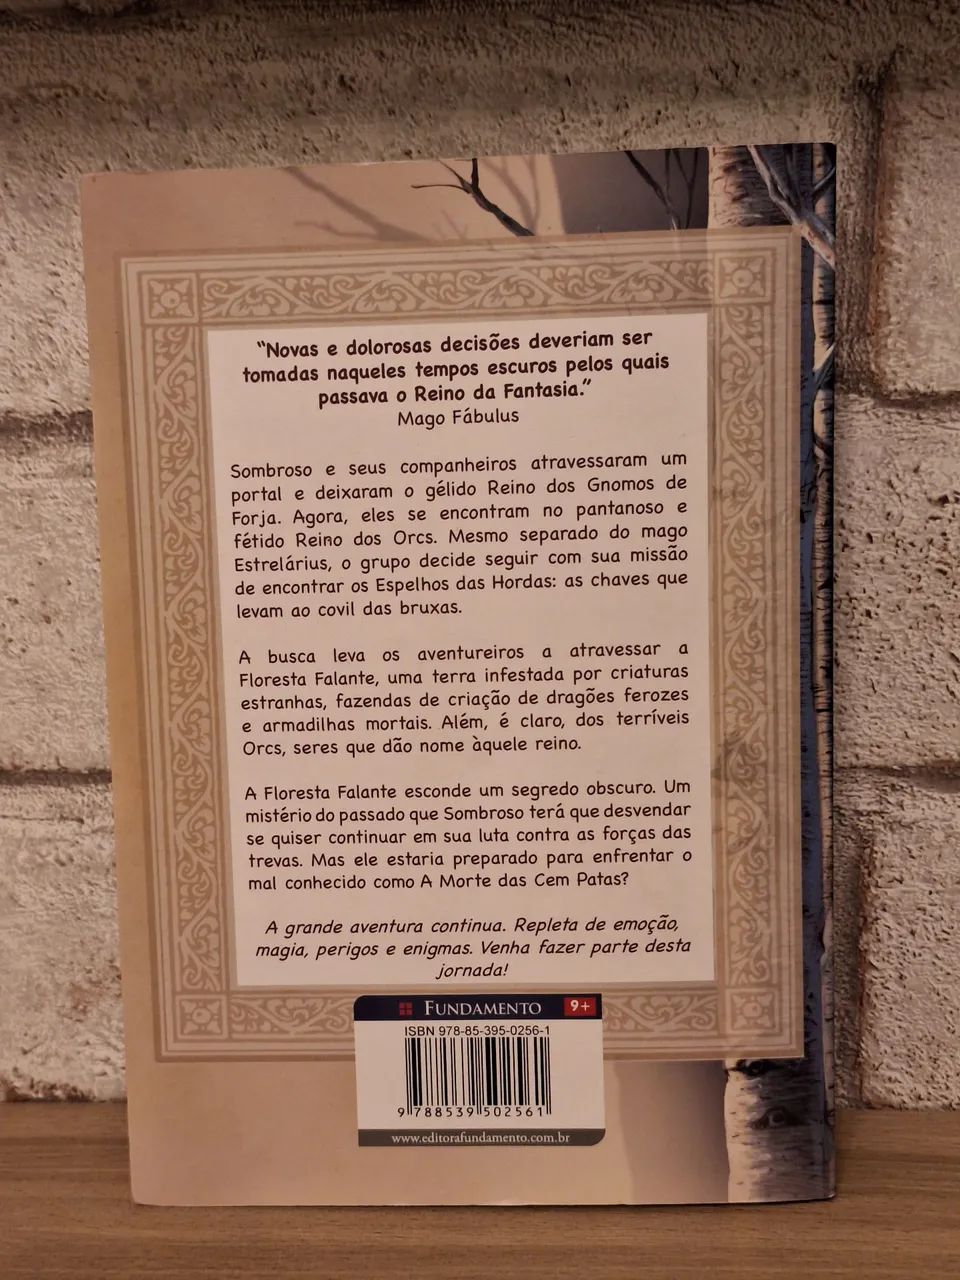 “Novas e dolorosas decisões deveriam ser
tomadas naqueles tempos escuros pelos quais
passava o Reino da Fantasia.”
Mago Fábulus
Sombroso e seus companheiros atravessaram um
portal e deixaram o gélido Reino dos Gnomos de
Forja. Agora, eles se encontram no pantanoso e
fétido Reino dos Orcs. Mesmo separado do mago
Estrelárius, o grupo decide seguir com sua missão
de encontrar os Espelhos das Hordas: as chaves que
levam ao covil das bruxas.
A busca leva os aventureiros a atravessar a
Floresta Falante, uma terra infestada por criaturas
estranhas, fazendas de criação de dragões ferozes
e armadilhas mortais. Além, é claro, dos terríveis
Orcs, seres que dão nome àquele reino.
A Floresta Falante esconde um segredo obscuro. Um
mistério do passado que Sombroso terá que desvendar
se quiser continuar em sua luta contra as forças das
trevas. Mas ele estaria preparado para enfrentar o
mal conhecido como A Morte das Cem Patas?
A grande aventura continua. Repleta de emoção,
magia, perigos e enigmas. Venha fazer parte desta
jornada!
FUNDAMENTO 9+
ISBN 978-85-395-0256-1
9 788539 502561
www.editorafundamento.com.br